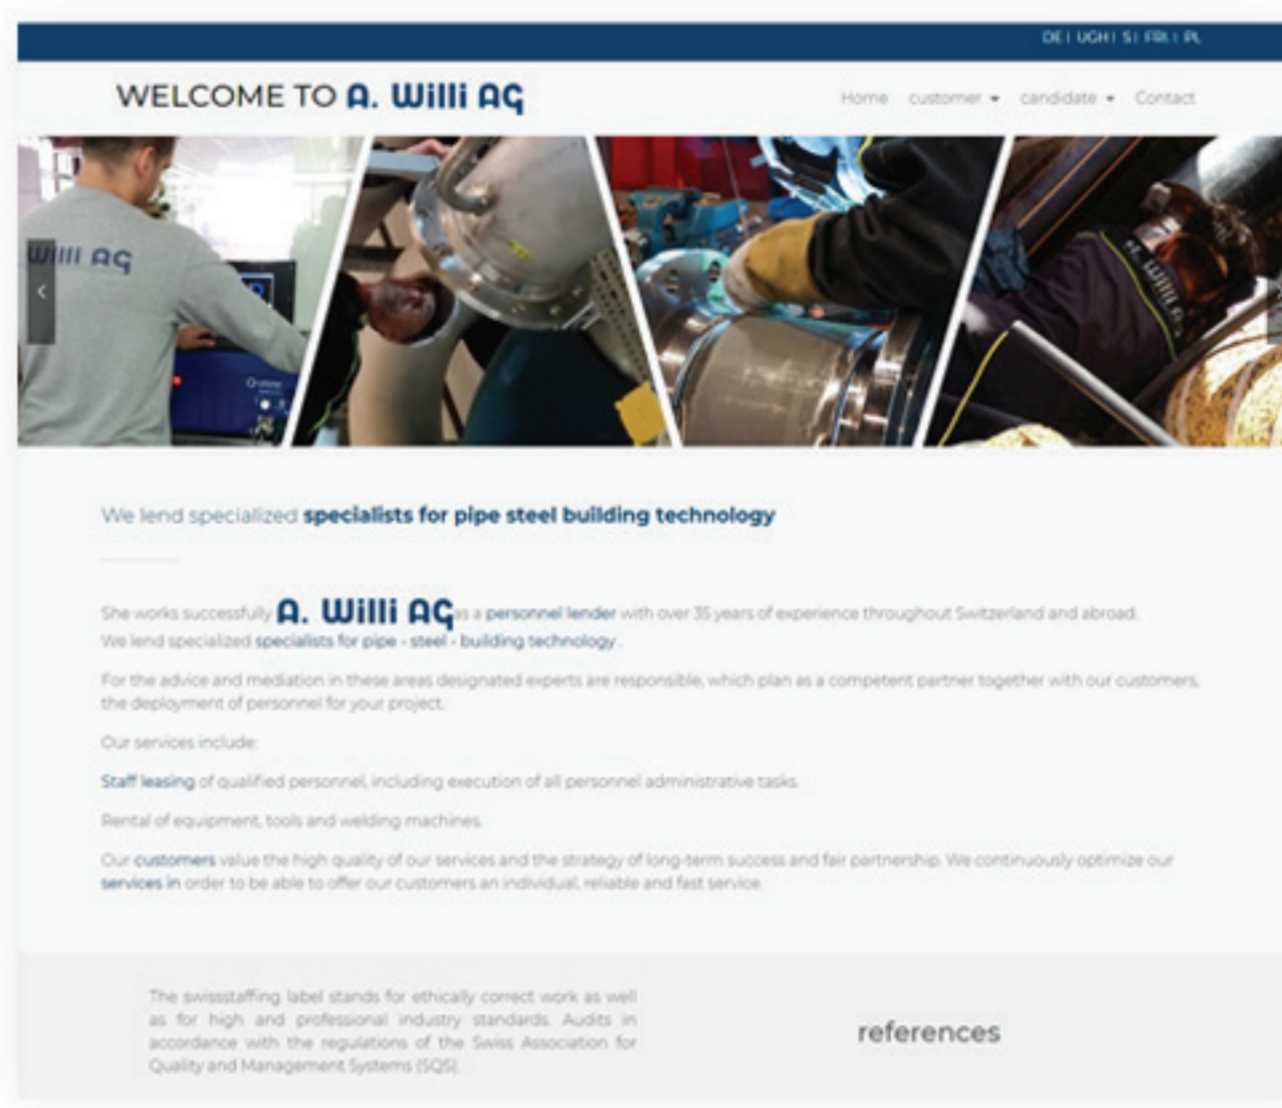 DE | UGH | S | FRI. | PL
WELCOME TO A. Willi AG
Home customer candidate Contact
Willi AG
A. Willi A
We lend specialized specialists for pipe steel building technology
She works successfully A. Willi AG as a personnel lender with over 35 years of experience throughout Switzerland and abroad.
We lend specialized specialists for pipe - steel - building technology .
For the advice and mediation in these areas designated experts are responsible, which plan as a competent partner together with our customers,
the deployment of personnel for your project.
Our services include:
Staff leasing of qualified personnel, including execution of all personnel administrative tasks.
Rental of equipment, tools and welding machines.
Our customers value the high quality of our services and the strategy of long-term success and fair partnership. We continuously optimize our
services in order to be able to offer our customers an individual, reliable and fast service.
The swissstaffing label stands for ethically correct work as well
as for high and professional industry standards. Audits in
accordance with the regulations of the Swiss Association for
Quality and Management Systems (SQS).
references